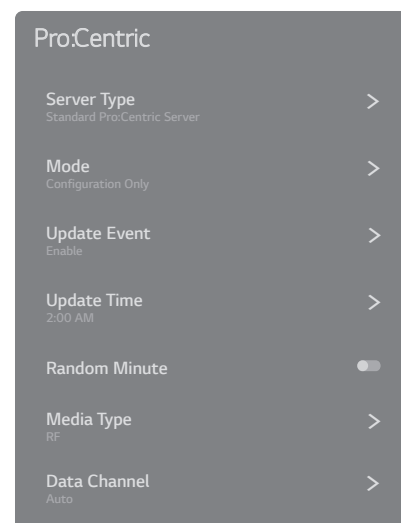 Pro:Centric
Server Type
Standard Pro:Centric Server
Mode
Configuration Only
Update Event
Enable
Update Time
2:00 AM
Random Minute
Media Type
RF
Data Channel
Auto